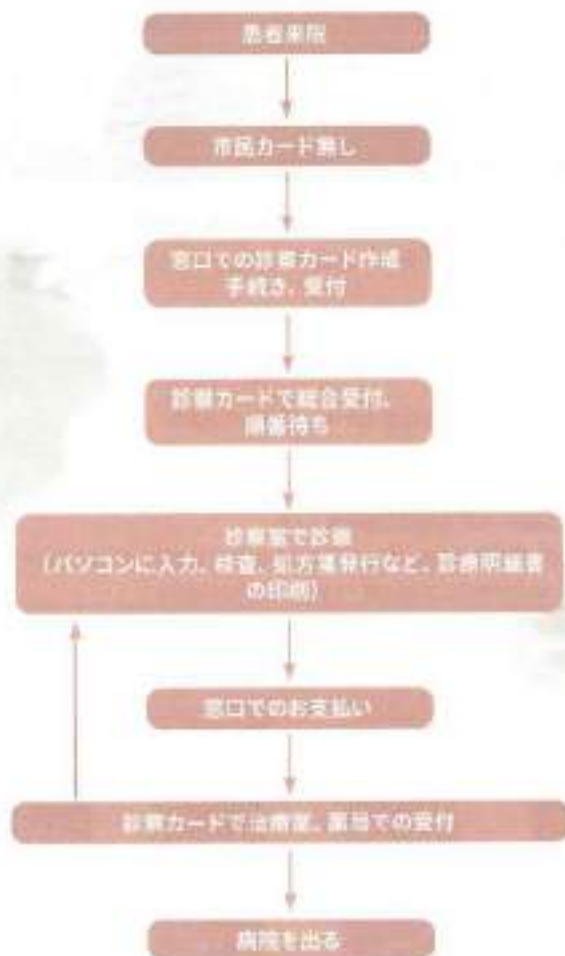 患者来院
市民カード無し
窓口での診察カード作成
手続き、受付
診察カードで総合受付、
順番待ち
診察室で診療
（パソコンに入力、検査、処方箋発行など、診療明細書
の印刷）
窓口でのお支払い
診察カードで治療室、薬局での受付
病院を出る